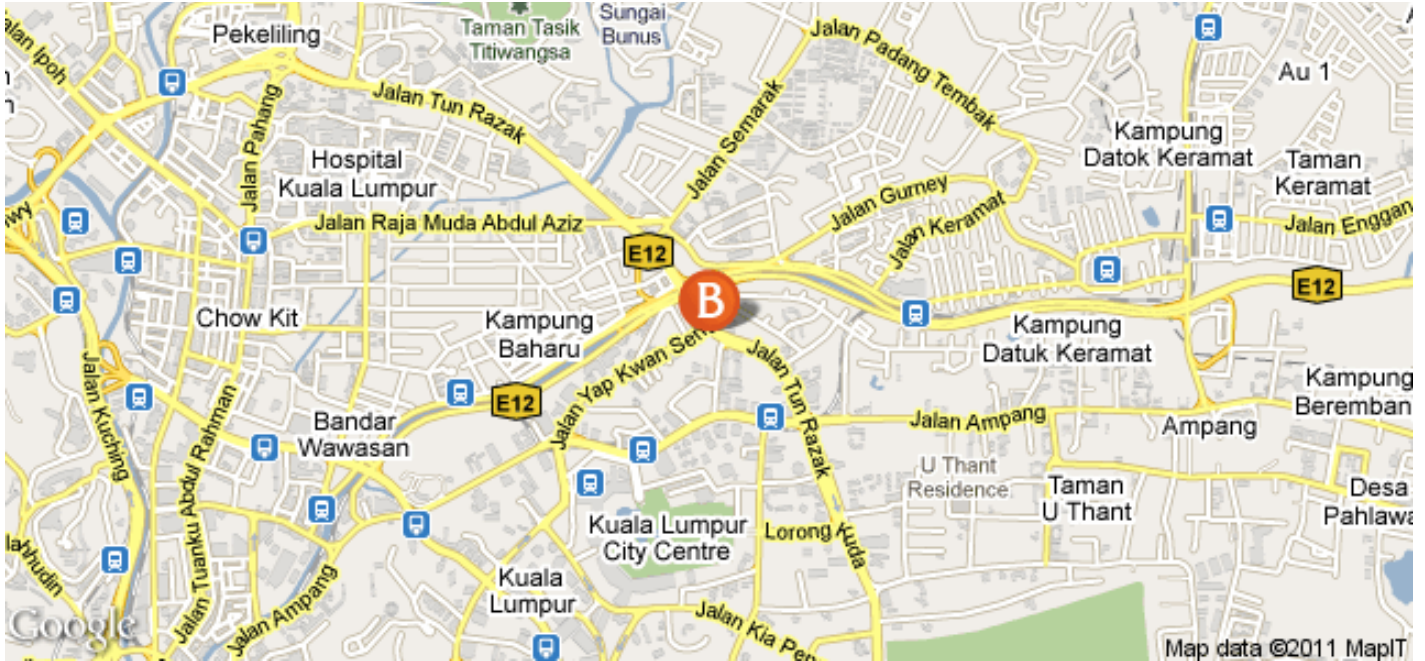 Pekeliling
Taman Tasik
Titiwangsa
Sungai
Bunus
Jalan Padang Tembak
Au 1
Jalan Ipoh
Jalan Tun Razak
Jalan Semarak
Jalan Pahang
Hospital
Kuala Lumpur
Kampung
Datok Keramat
Taman
Keramat
Jalan Gurney
Jalan Keramat
Jalan Raja Muda Abdul Aziz
Jalan Enggan
wy
E12
E12
B
Chow Kit
Kampung
Baharu
Kampung
Datuk Keramat
Jalan Yap Kwan Sen
Jalan Tun Razak
Jalan Kuching
E12
Kampung
Beremban
Jalan Tuanku Abdul Rahman
Bandar
Wawasan
Jalan Ampang
Ampang
U Thant
Residence
Taman
U Thant
Desa
Pahlawa
Kuala Lumpur
City Centre
Lorong Kuda
lahhudin
Jalan Ampang
Kuala
Lumpur
Jalan Kia Pen
Google
Map data ©2011 MapIT